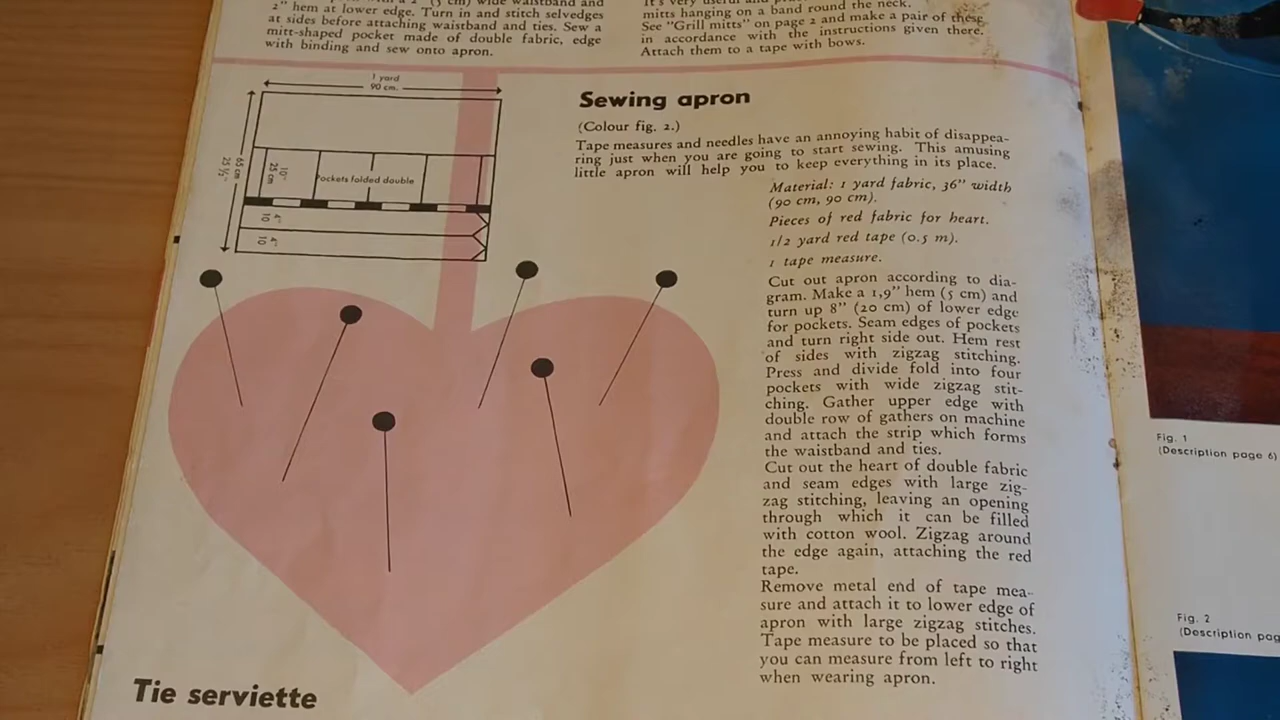 2" hem at lower edge. Turn in and stitch selvedges
at sides before attaching waistband and ties. Sew a
mitt-shaped pocket made of double fabric, edge
with binding and sew onto apron.
mitts hanging on a band round the neck.
See "Grill mitts" on page 2 and make a pair of these
in accordance with the instructions given there.
Attach them to a tape with bows.
1 yard
90 cm.
65 cm
25 ½"
10"
25 cm
Pockets folded double
4"
10
4"
10
Sewing apron
(Colour fig. 2.)
Tape measures and needles have an annoying habit of disappea-
ring just when you are going to start sewing. This amusing
little apron will help you to keep everything in its place.
Material: 1 yard fabric, 36" width
(90 cm, 90 cm).
Pieces of red fabric for heart.
1/2 yard red tape (0.5 m).
1 tape measure.
Cut out apron according to dia-
gram. Make a 1,9" hem (5 cm) and
turn up 8" (20 cm) of lower edge
for pockets. Seam edges of pockets
and turn right side out. Hem rest
of sides with zigzag stitching.
Press and divide fold into four
pockets with wide zigzag stit-
ching. Gather upper edge with
double row of gathers on machine
and attach the strip which forms
the waistband and ties.
Cut out the heart of double fabric
and seam edges with large zig-
zag stitching, leaving an opening
through which it can be filled
with cotton wool. Zigzag around
the edge again, attaching the red
tape.
Remove metal end of tape mea-
sure and attach it to lower edge of
apron with large zigzag stitches.
Tape measure to be placed so that
you can measure from left to right
when wearing apron.
Tie serviette
Fig. 1
(Description page 6)
Fig. 2
(Description pag